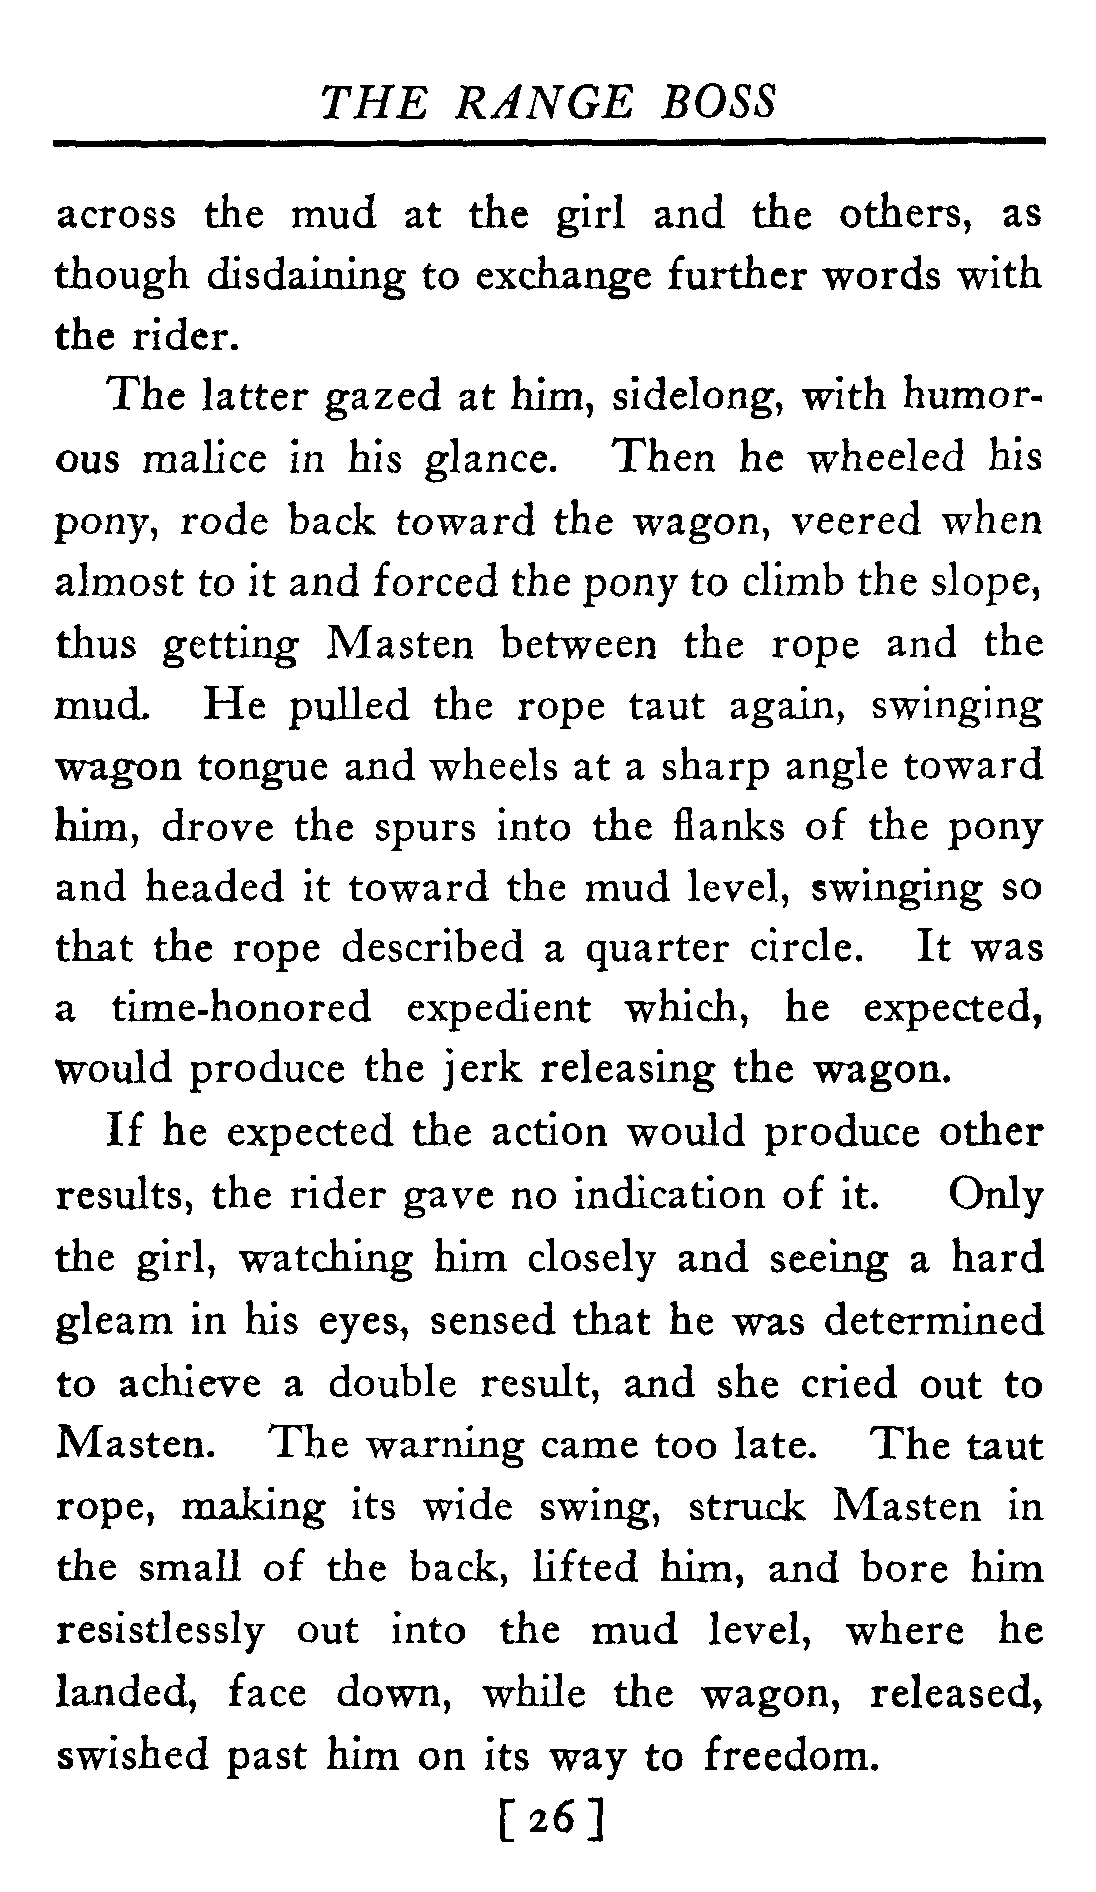 THE RANGE BOSS
across the mud at the girl and the others, as
though disdaining to exchange further words with
the rider.
The latter gazed at him, sidelong, with humor-
ous malice in his glance. Then he wheeled his
pony, rode back toward the wagon, veered when
almost to it and forced the pony to climb the slope,
thus getting Masten between the rope and the
mud. He pulled the rope taut again, swinging
wagon tongue and wheels at a sharp angle toward
him, drove the spurs into the flanks of the pony
and headed it toward the mud level, swinging so
that the rope described a quarter circle. It was
a time-honored expedient which, he expected,
would produce the jerk releasing the wagon.
If he expected the action would produce other
results, the rider gave no indication of it. Only
the girl, watching him closely and seeing a hard
gleam in his eyes, sensed that he was determined
to achieve a double result, and she cried out to
Masten. The warning came too late. The taut
rope, making its wide swing, struck Masten in
the small of the back, lifted him, and bore him
resistlessly out into the mud level, where he
landed, face down, while the wagon, released,
swished past him on its way to freedom.
[ 26 ]